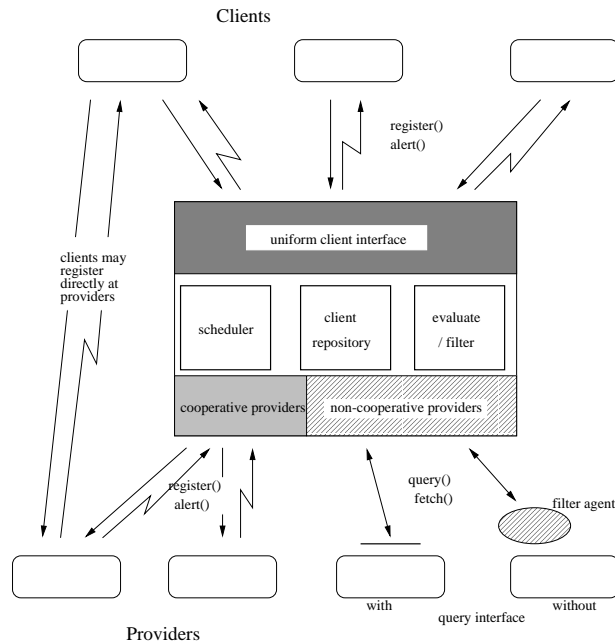 Clients
register()
alert()
uniform client interface
clients may
register
directly at
providers
scheduler
client
repository
evaluate
/ filter
cooperative providers
non-cooperative providers
register()
alert()
query()
fetch()
filter agent
with
without
query interface
Providers